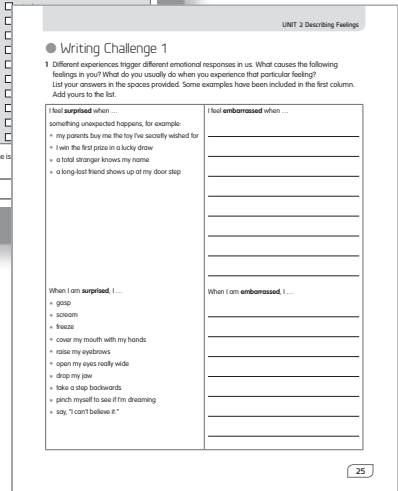 UNIT 2 Describing Feelings
Writing Challenge 1
1 Different experiences trigger different emotional responses in us. What causes the following
feelings in you? What do you usually do when you experience that particular feeling?
List your answers in the spaces provided. Some examples have been included in the first column.
Add yours to the list.
I feel surprised when ...
something unexpected happens, for example:
• my parents buy me the toy I've secretly wished for
• I win the first prize in a lucky draw
• a total stranger knows my name
• a long-lost friend shows up at my door step
I feel embarrassed when ...
When I am surprised, I ...
• gasp
• scream
• freeze
• cover my mouth with my hands
• raise my eyebrows
• open my eyes really wide
• drop my jaw
• take a step backwards
• pinch myself to see if I'm dreaming
• say, "I can't believe it."
When I am embarrassed, I ...
25